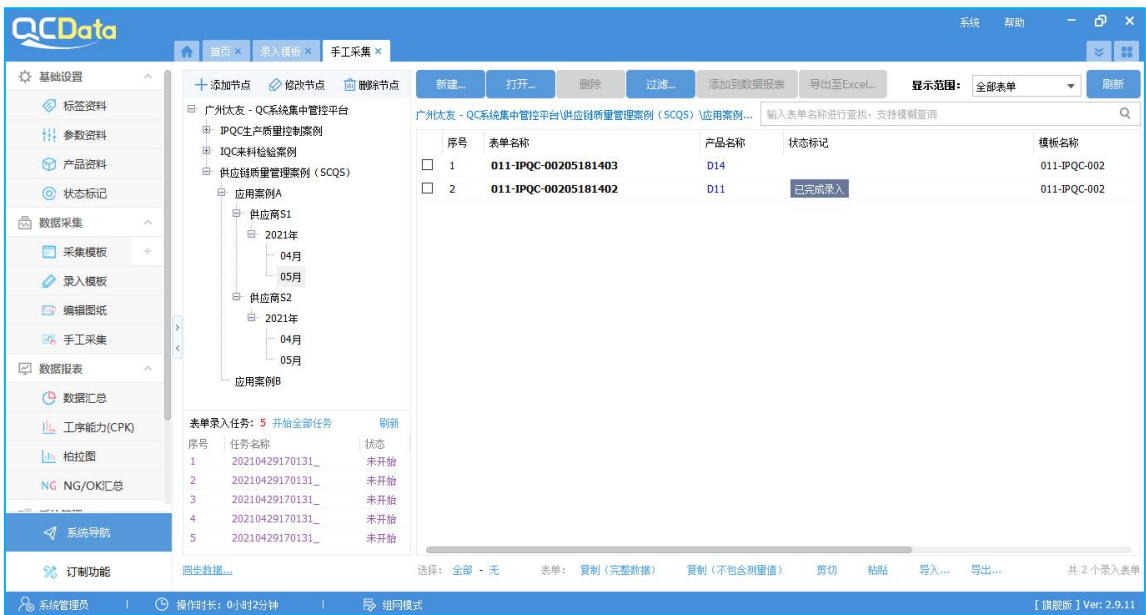 QCData
系统 帮助
首页 录入模板 手工采集
基础设置
标签资料
参数资料
产品资料
状态标记
数据采集
采集模板
录入模板
编辑图纸
手工采集
数据报表
数据汇总
工序能力(CPK)
柏拉图
NG NG/OK汇总
系统导航
订制功能
添加节点 修改节点 删除节点
广州太友 - QC系统集中管控平台
IPQC生产质量控制案例
IQC来料检验案例
供应链质量管理案例（SCQS）
应用案例A
供应商S1
2021年
04月
05月
供应商S2
2021年
04月
05月
应用案例B
表单录入任务: 5 开始全部任务 刷新
序号 任务名称 状态
1 20210429170131_ 未开始
2 20210429170131_ 未开始
3 20210429170131_ 未开始
4 20210429170131_ 未开始
5 20210429170131_ 未开始
同步数据...
新建... 打开... 删除 过滤... 添加到数据报表 导出至Excel... 显示范围: 全部表单 刷新
广州太友 - QC系统集中管控平台\供应链质量管理案例（SCQS）\应用案例... 输入表单名称进行查找，支持模糊查询
序号 表单名称 产品名称 状态标记 模板名称
1 011-IPQC-00205181403 D14 011-IPQC-002
2 011-IPQC-00205181402 D11 已完成录入 011-IPQC-002
选择: 全部 - 无 表单: 复制（完整数据） 复制（不包含测量值） 剪切 粘贴 导入... 导出... 共 2 个录入表单
系统管理员 操作时长: 0小时2分钟 组网模式 [ 旗舰版 ] Ver: 2.9.11